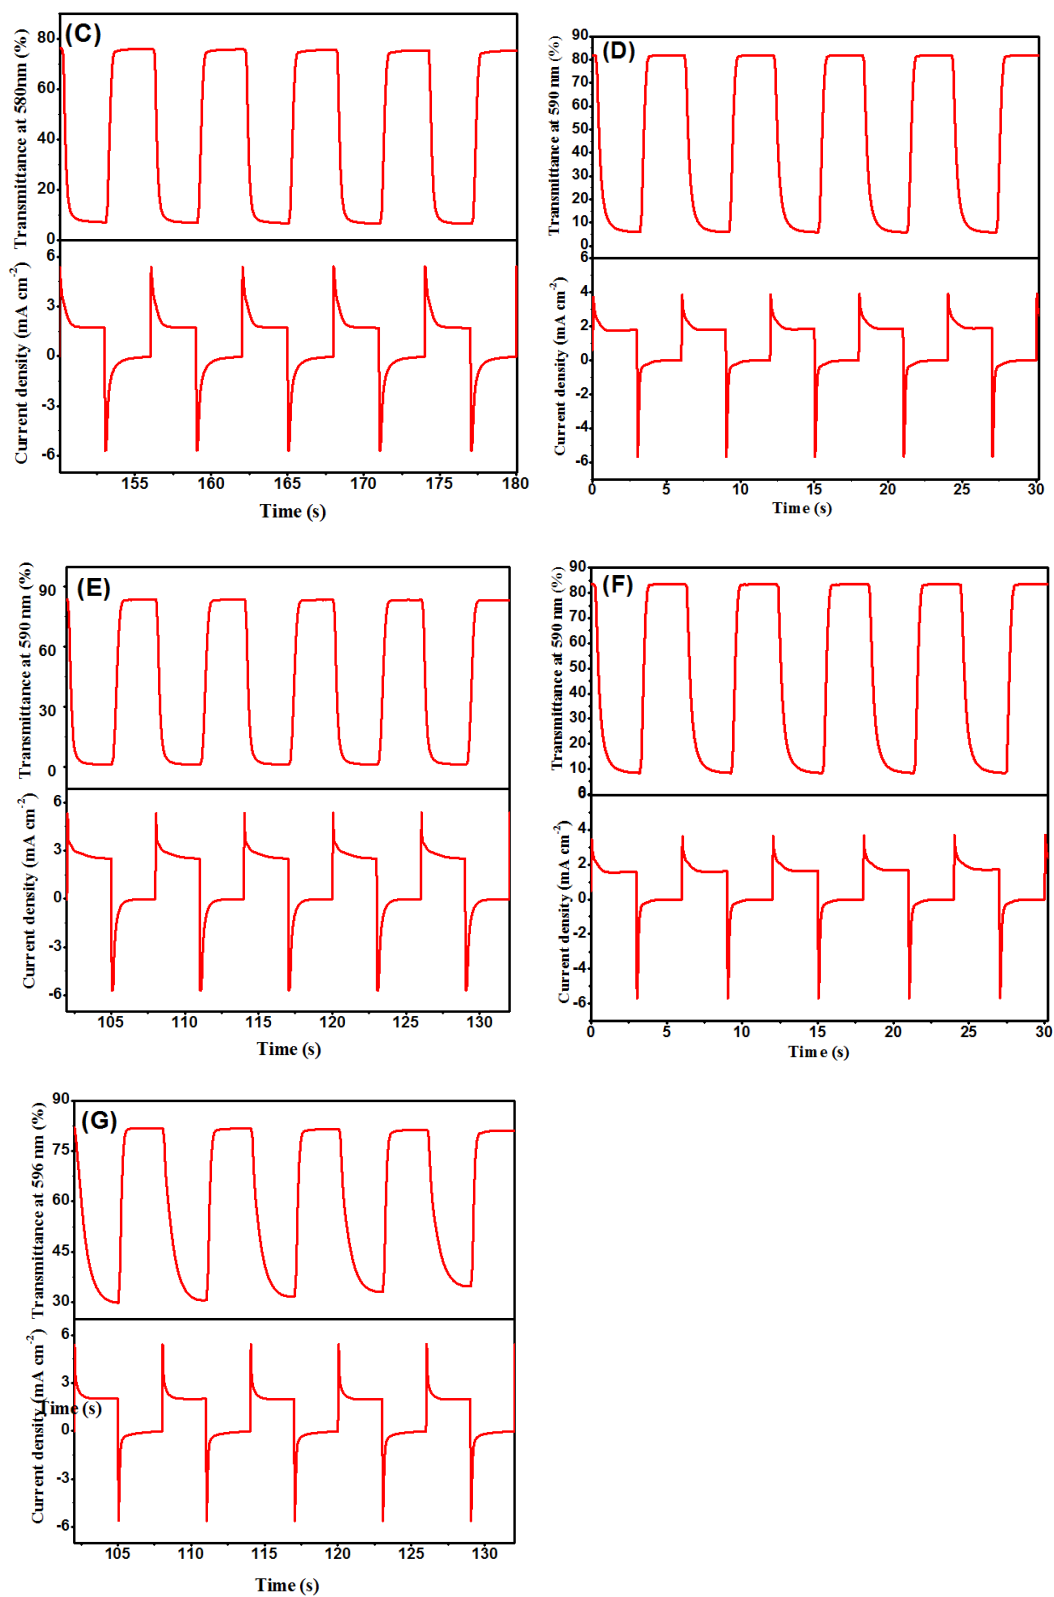 (C)
Transmittance at 580nm (%)
80
60
40
20
0
Current density (mA cm-2)
6
3
0
-3
-6
155 160 165 170 175 180
Time (s)
(D)
Transmittance at 590 nm (%)
90
80
70
60
50
40
30
20
10
0
Current density (mA cm-2)
6
4
2
0
-2
-4
-6
0 5 10 15 20 25 30
Time (s)
(E)
Transmittance at 590 nm (%)
90
60
30
0
Current density (mA cm-2)
6
3
0
-3
-6
105 110 115 120 125 130
Time (s)
(F)
Transmittance at 590 nm (%)
90
80
70
60
50
40
30
20
10
Current density (mA cm-2)
4
2
0
-2
-4
-6
0 5 10 15 20 25 30
Time (s)
(G)
Transmittance at 596 nm (%)
90
75
60
45
30
Current density (mA cm-2)
6
3
Time (s)
0
-3
-6
105 110 115 120 125 130
Time (s)